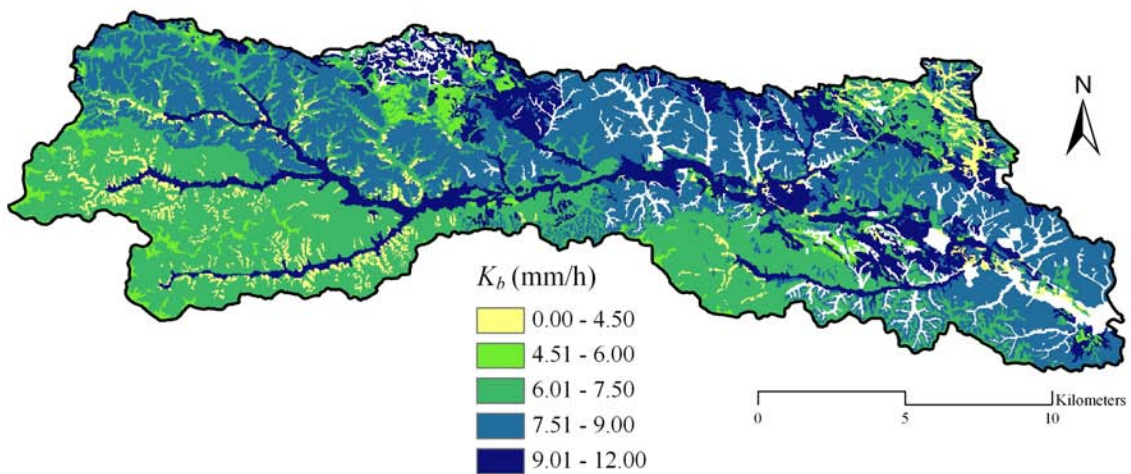 N
K_b (mm/h)
0.00 - 4.50
4.51 - 6.00
6.01 - 7.50
7.51 - 9.00
9.01 - 12.00
Kilometers
0 5 10